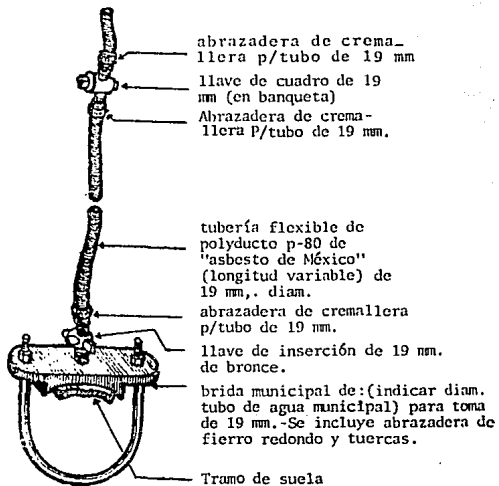 abrazadera de crema_
llera p/tubo de 19 mm
llave de cuadro de 19
mm (en banqueta)
Abrazadera de crema-
llera P/tubo de 19 mm.
tubería flexible de
polyducto p-80 de
"asbesto de México"
(longitud variable) de
19 mm,. diam.
abrazadera de cremallera
p/tubo de 19 mm.
llave de inserción de 19 mm.
de bronce.
brida municipal de:(indicar diam.
tubo de agua municipal) para toma
de 19 mm.-Se incluye abrazadera de
fierro redondo y tuercas.
Tramo de suela